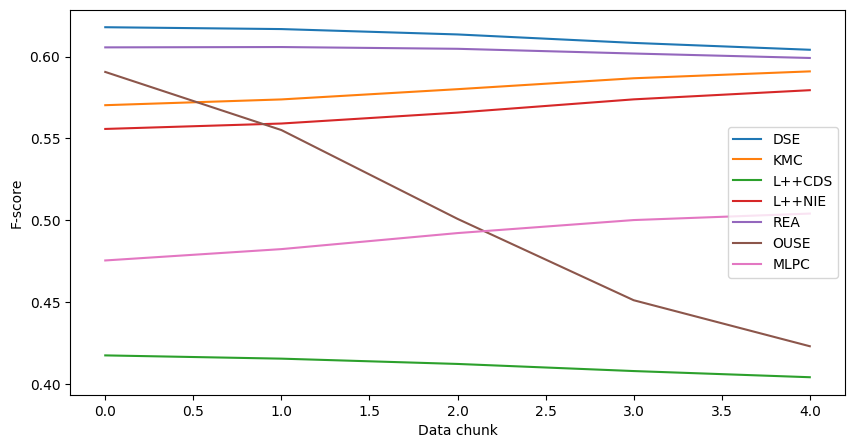 F-score
0.60
0.55
0.50
0.45
0.40
0.0 0.5 1.0 1.5 2.0 2.5 3.0 3.5 4.0
Data chunk
DSE
KMC
L++CDS
L++NIE
REA
OUSE
MLPC